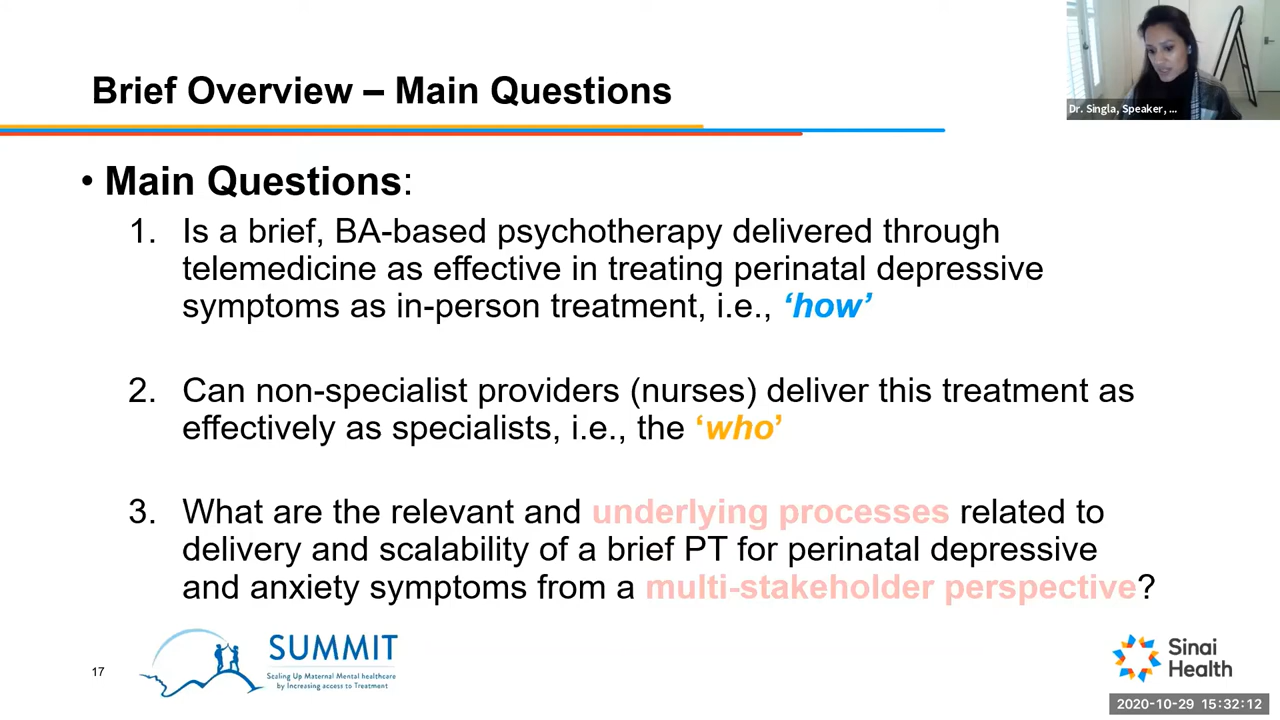 Brief Overview – Main Questions
Dr. Singla, Speaker, ...
• Main Questions:
1. Is a brief, BA-based psychotherapy delivered through
telemedicine as effective in treating perinatal depressive
symptoms as in-person treatment, i.e., ‘how’
2. Can non-specialist providers (nurses) deliver this treatment as
effectively as specialists, i.e., the ‘who’
3. What are the relevant and underlying processes related to
delivery and scalability of a brief PT for perinatal depressive
and anxiety symptoms from a multi-stakeholder perspective?
17
SUMMIT
Scaling Up Maternal Mental healthcare
by Increasing access to Treatment
Sinai
Health
2020-10-29 15:32:12